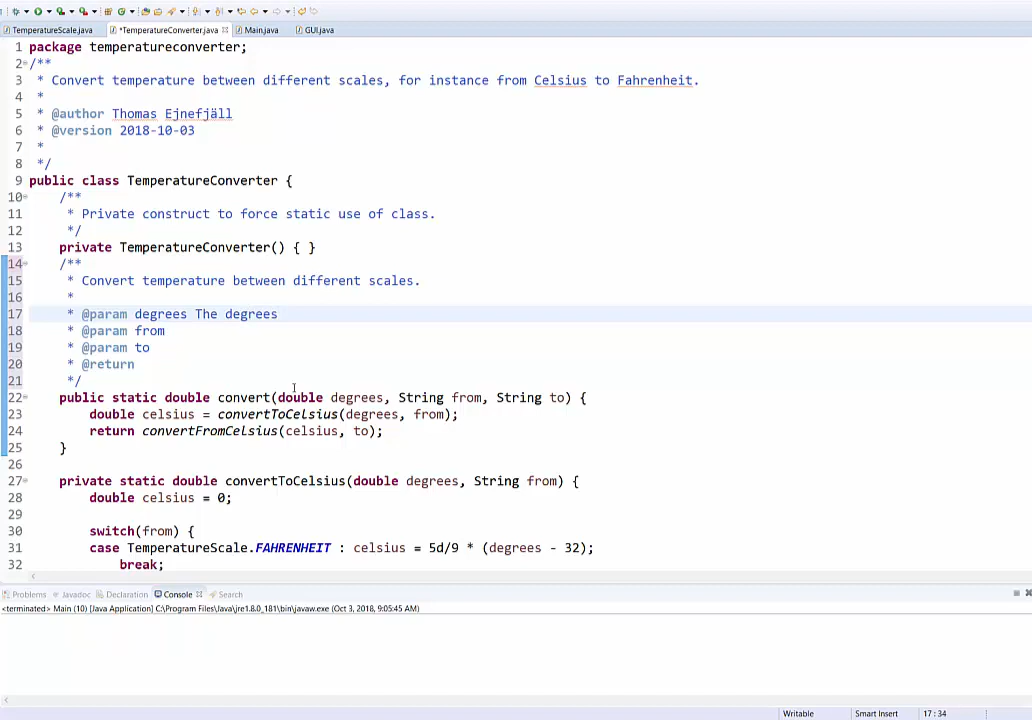 TemperatureScale.java *TemperatureConverter.java Main.java GUI.java
1 package temperatureconverter;
2 /**
3 * Convert temperature between different scales, for instance from Celsius to Fahrenheit.
4 *
5 * @author Thomas Ejnefjäll
6 * @version 2018-10-03
7 *
8 */
9 public class TemperatureConverter {
10 /**
11 * Private construct to force static use of class.
12 */
13 private TemperatureConverter() { }
14 /**
15 * Convert temperature between different scales.
16 *
17 * @param degrees The degrees
18 * @param from
19 * @param to
20 * @return
21 */
22 public static double convert(double degrees, String from, String to) {
23 double celsius = convertToCelsius(degrees, from);
24 return convertFromCelsius(celsius, to);
25 }
26
27 private static double convertToCelsius(double degrees, String from) {
28 double celsius = 0;
29
30 switch(from) {
31 case TemperatureScale.FAHRENHEIT : celsius = 5d/9 * (degrees - 32);
32 break;
Problems Javadoc Declaration Console Search
<terminated> Main (10) [Java Application] C:\Program Files\Java\jre1.8.0_181\bin\javaw.exe (Oct 3, 2018, 9:05:45 AM)
Writable Smart Insert 17 : 34